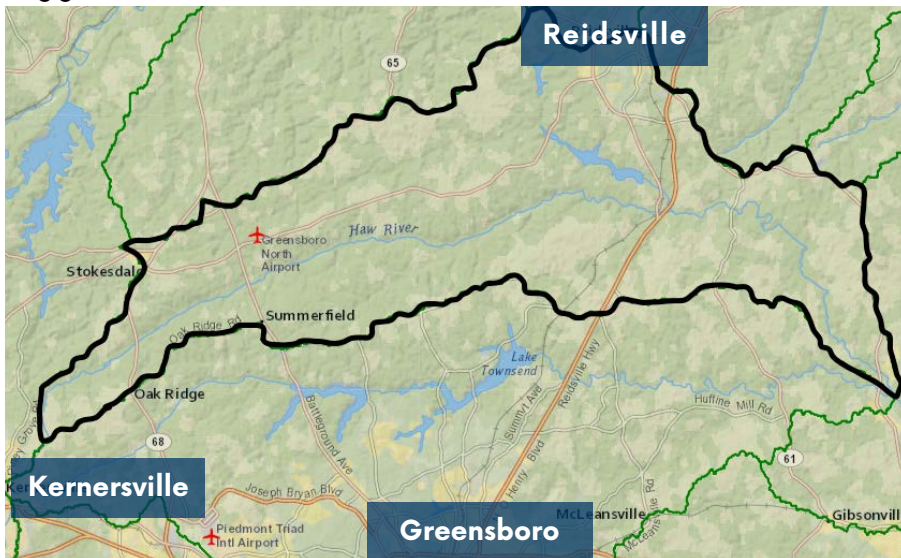 Reidsville
65
Haw River
Greensboro
North
Airport
Stokesdale
Summerfield
Oak Ridge Rd
Lake
Townsend
Oak Ridge
Battleground Ave
Summit Ave
Reidsville Hwy
Huffine Mill Rd
68
61
Kernersville
Joseph Bryan Blvd
O Henry Blvd
McLeansville
McLeansville Rd
Gibsonvill
Piedmont Triad
Intl Airport
Greensboro